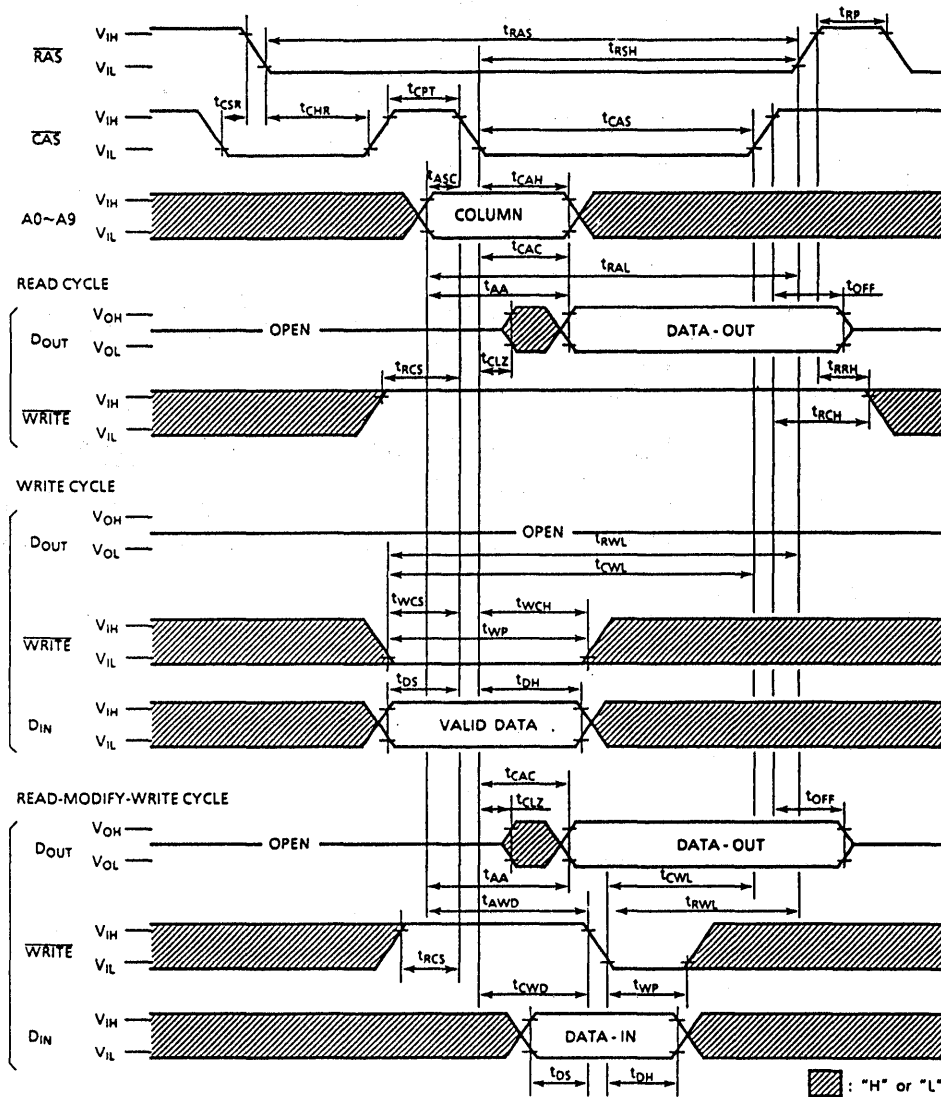 tRP
tRAS
VIH
RAS
tRSH
VIL
tCPT
tCSR
tCHR
VIH
CAS
tCAS
VIL
tASC
tCAH
VIH
A0~A9
COLUMN
VIL
tCAC
tRAL
READ CYCLE
tAA
tOFF
VOH
DOUT
OPEN
DATA-OUT
VOL
tCLZ
tRCS
tRRH
VIH
WRITE
tRCH
VIL
WRITE CYCLE
VOH
DOUT
OPEN
VOL
tRWL
tCWL
tWCS
tWCH
VIH
WRITE
tWP
VIL
tDS
tDH
VIH
DIN
VALID DATA
VIL
tCAC
READ-MODIFY-WRITE CYCLE
tCLZ
tOFF
VOH
DOUT
OPEN
DATA-OUT
VOL
tAA
tCWL
tAWD
tRWL
VIH
WRITE
VIL
tRCS
tCWD
tWP
VIH
DIN
DATA-IN
VIL
tDS
tDH
: "H" or "L"